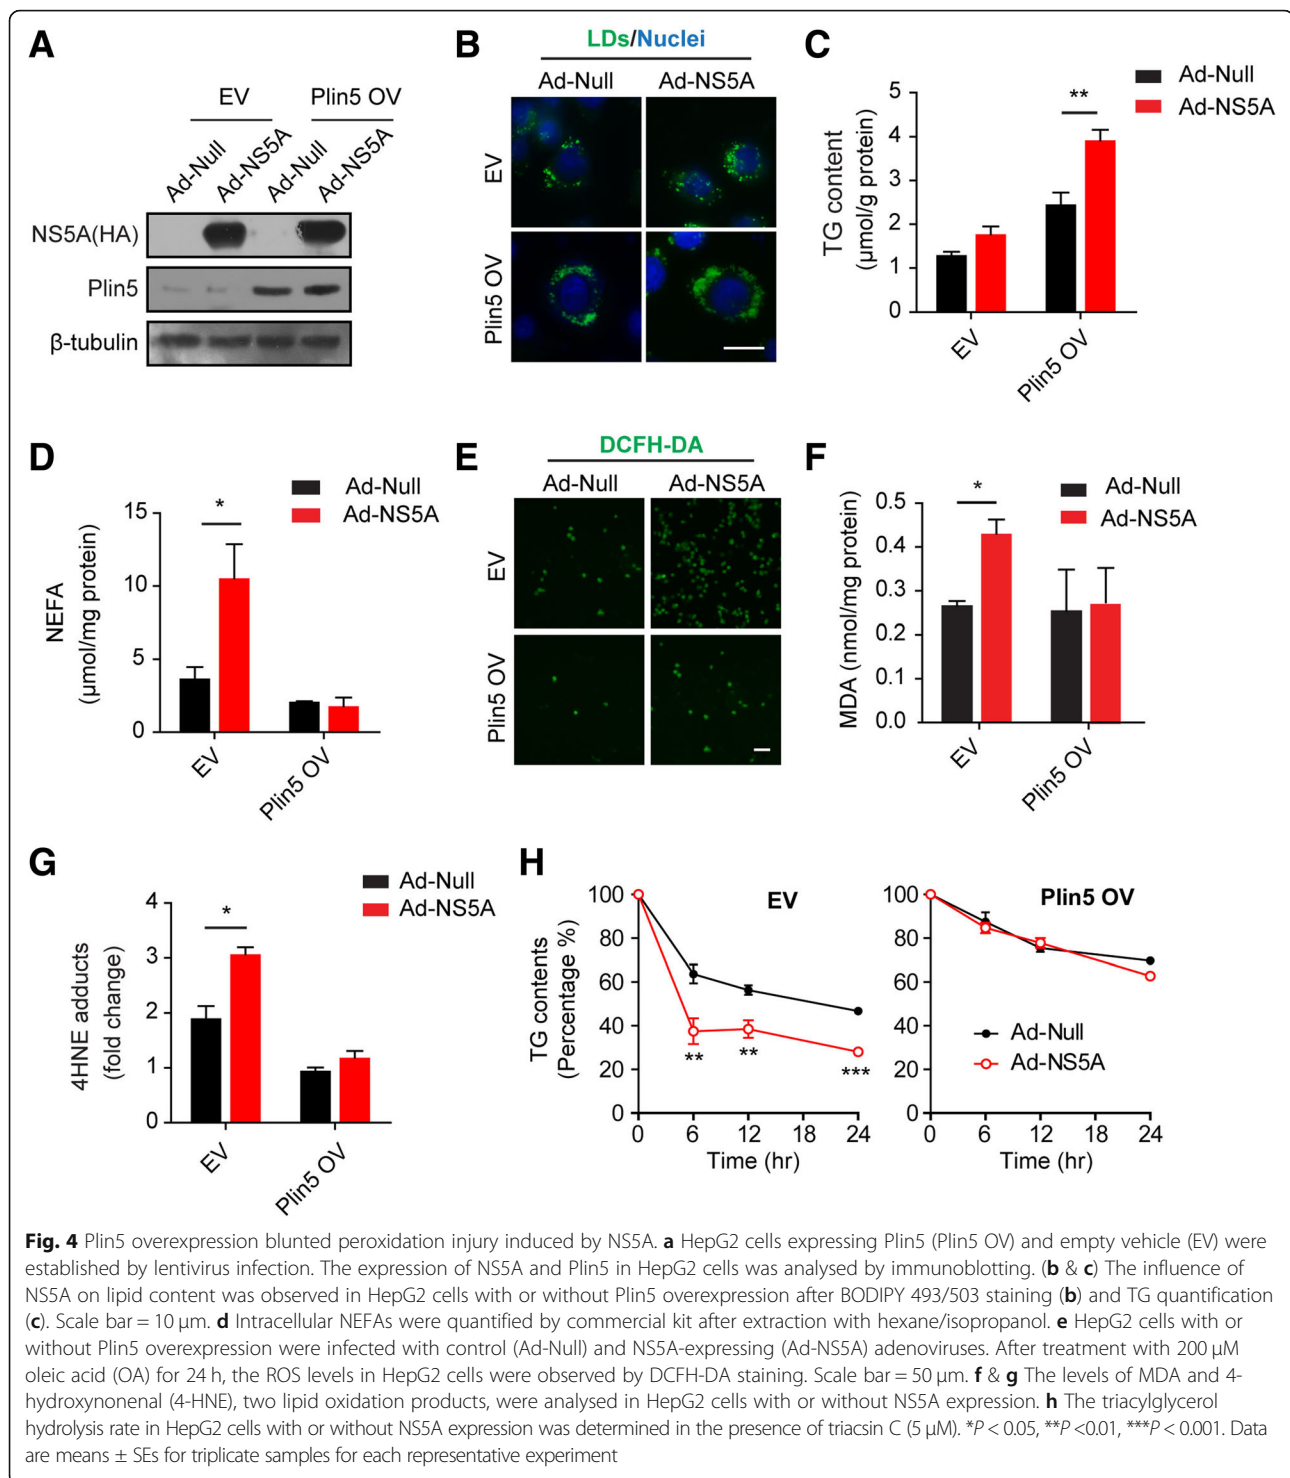 A
EV
Plin5 OV
Ad-Null
Ad-NS5A
Ad-Null
Ad-NS5A
NS5A(HA)
Plin5
β-tubulin
B
LDs/Nuclei
Ad-Null
Ad-NS5A
EV
Plin5 OV
C
Ad-Null
Ad-NS5A
TG content
(μmol/g protein)
5
4
3
2
1
0
**
EV
Plin5 OV
D
Ad-Null
Ad-NS5A
NEFA
(μmol/mg protein)
15
10
5
0
*
EV
Plin5 OV
E
DCFH-DA
Ad-Null
Ad-NS5A
EV
Plin5 OV
F
Ad-Null
Ad-NS5A
MDA (nmol/mg protein)
0.5
0.4
0.3
0.2
0.1
0.0
*
EV
Plin5 OV
G
Ad-Null
Ad-NS5A
4HNE adducts
(fold change)
4
3
2
1
0
*
EV
Plin5 OV
H
EV
TG contents
(Percentage %)
100
80
60
40
20
0
**
**
***
0 6 12 18 24
Time (hr)
Plin5 OV
100
80
60
40
20
0
Ad-Null
Ad-NS5A
0 6 12 18 24
Time (hr)
Fig. 4 Plin5 overexpression blunted peroxidation injury induced by NS5A. a HepG2 cells expressing Plin5 (Plin5 OV) and empty vehicle (EV) were
established by lentivirus infection. The expression of NS5A and Plin5 in HepG2 cells was analysed by immunoblotting. (b & c) The influence of
NS5A on lipid content was observed in HepG2 cells with or without Plin5 overexpression after BODIPY 493/503 staining (b) and TG quantification
(c). Scale bar = 10 μm. d Intracellular NEFAs were quantified by commercial kit after extraction with hexane/isopropanol. e HepG2 cells with or
without Plin5 overexpression were infected with control (Ad-Null) and NS5A-expressing (Ad-NS5A) adenoviruses. After treatment with 200 μM
oleic acid (OA) for 24 h, the ROS levels in HepG2 cells were observed by DCFH-DA staining. Scale bar = 50 μm. f & g The levels of MDA and 4-
hydroxynonenal (4-HNE), two lipid oxidation products, were analysed in HepG2 cells with or without NS5A expression. h The triacylglycerol
hydrolysis rate in HepG2 cells with or without NS5A expression was determined in the presence of triacsin C (5 μM). *P < 0.05, **P <0.01, ***P < 0.001. Data
are means ± SEs for triplicate samples for each representative experiment